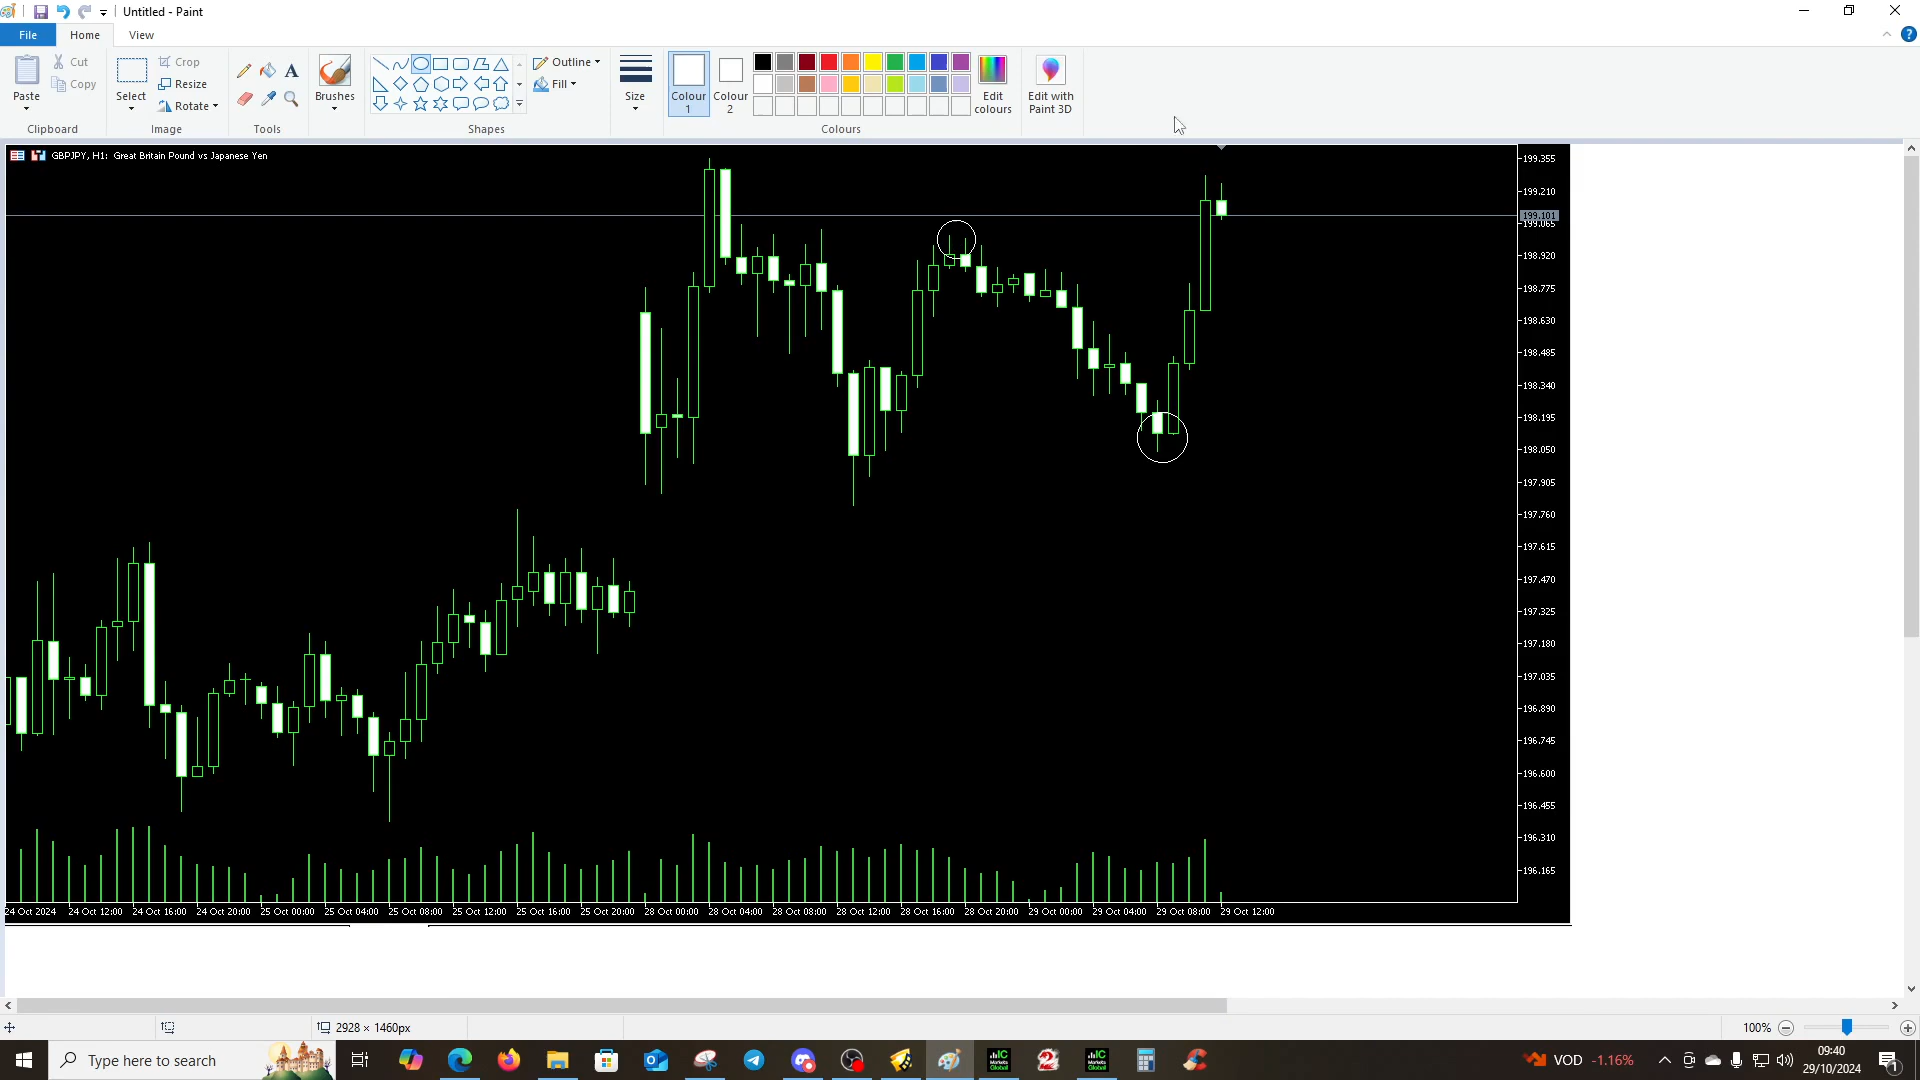 Untitled - Paint
File Home View
Paste
Cut
Copy
Clipboard
Select
Crop
Resize
Rotate
Image
A
Tools
Brushes
Shapes
Outline
Fill
Size
Colour 1
Colour 2
Edit colours
Edit with Paint 3D
Colours
GBPJPY, H1: Great Britain Pound vs Japanese Yen
199.355
199.210
199.101
199.065
198.920
198.775
198.630
198.485
198.340
198.195
198.050
197.905
197.760
197.615
197.470
197.325
197.180
197.035
196.890
196.745
196.600
196.455
196.310
196.165
24 Oct 2024 24 Oct 12:00 24 Oct 16:00 24 Oct 20:00 25 Oct 00:00 25 Oct 04:00 25 Oct 08:00 25 Oct 12:00 25 Oct 16:00 25 Oct 20:00 28 Oct 00:00 28 Oct 04:00 28 Oct 08:00 28 Oct 12:00 28 Oct 16:00 28 Oct 20:00 29 Oct 00:00 29 Oct 04:00 29 Oct 08:00 29 Oct 12:00
2928 × 1460px
100%
Type here to search
IC Markets Global
IC Markets Global
VOD -1.16%
09:40
29/10/2024
1